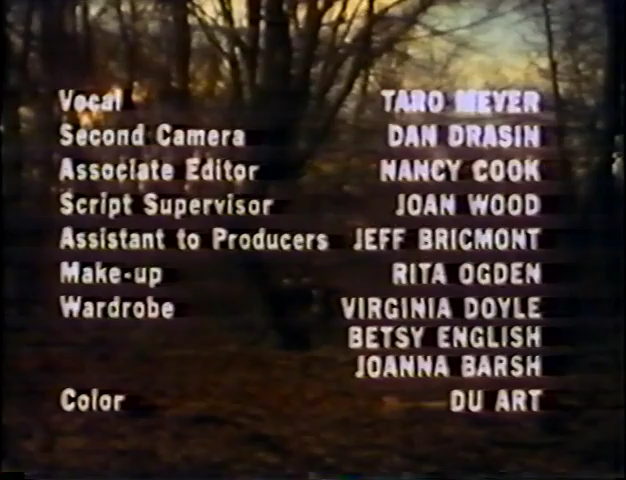 Vocal TARO MEYER
Second Camera DAN DRASIN
Associate Editor NANCY COOK
Script Supervisor JOAN WOOD
Assistant to Producers JEFF BRICMONT
Make-up RITA OGDEN
Wardrobe VIRGINIA DOYLE
BETSY ENGLISH
JOANNA BARSH
Color DU ART